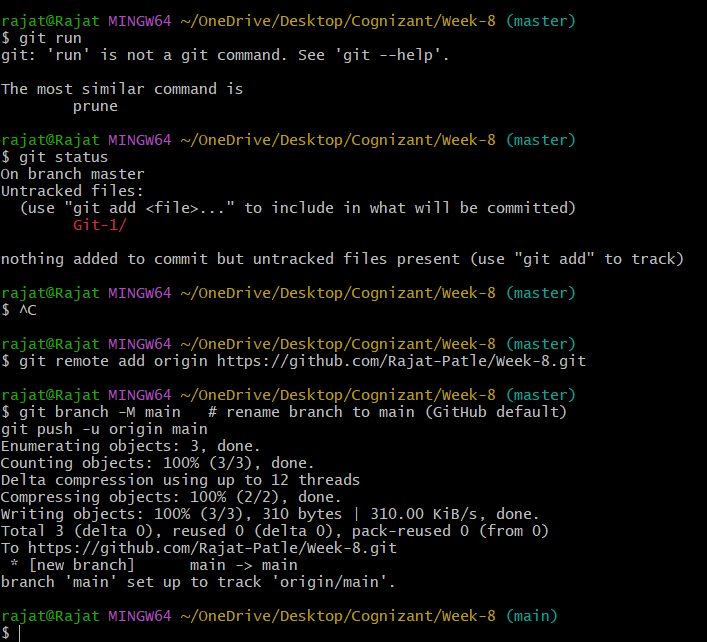 rajat@Rajat MINGW64 ~/OneDrive/Desktop/Cognizant/Week-8 (master)
$ git run
git: 'run' is not a git command. See 'git --help'.

The most similar command is
        prune

rajat@Rajat MINGW64 ~/OneDrive/Desktop/Cognizant/Week-8 (master)
$ git status
On branch master
Untracked files:
  (use "git add <file>..." to include in what will be committed)
        Git-1/

nothing added to commit but untracked files present (use "git add" to track)

rajat@Rajat MINGW64 ~/OneDrive/Desktop/Cognizant/Week-8 (master)
$ ^C

rajat@Rajat MINGW64 ~/OneDrive/Desktop/Cognizant/Week-8 (master)
$ git remote add origin https://github.com/Rajat-Patle/Week-8.git

rajat@Rajat MINGW64 ~/OneDrive/Desktop/Cognizant/Week-8 (master)
$ git branch -M main   # rename branch to main (GitHub default)
git push -u origin main
Enumerating objects: 3, done.
Counting objects: 100% (3/3), done.
Delta compression using up to 12 threads
Compressing objects: 100% (2/2), done.
Writing objects: 100% (3/3), 310 bytes | 310.00 KiB/s, done.
Total 3 (delta 0), reused 0 (delta 0), pack-reused 0 (from 0)
To https://github.com/Rajat-Patle/Week-8.git
 * [new branch]      main -> main
branch 'main' set up to track 'origin/main'.

rajat@Rajat MINGW64 ~/OneDrive/Desktop/Cognizant/Week-8 (main)
$